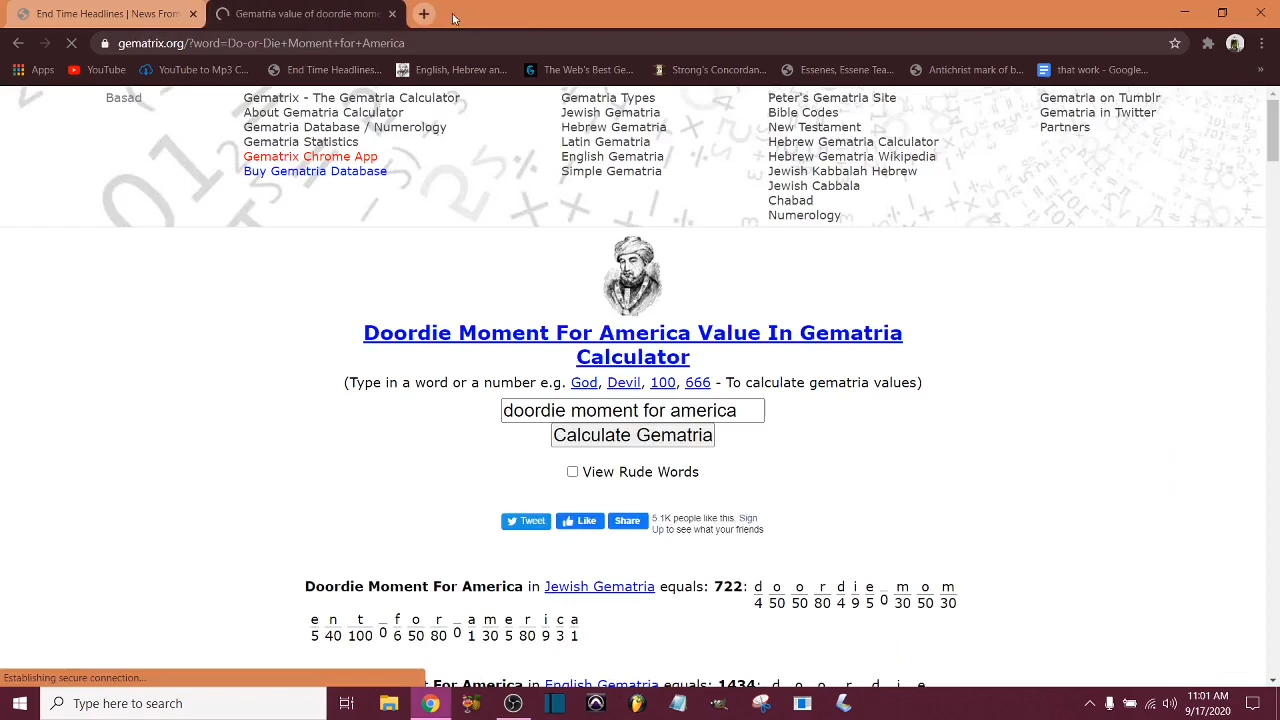 End Time Headlines | News From
Gematria value of doordie mome
gematrix.org/?word=Do-or-Die+Moment+for+America
Apps
YouTube
YouTube to Mp3 C...
End Time Headlines...
English, Hebrew an...
The Web's Best Ge...
Strong's Concordan...
Essenes, Essene Tea...
Antichrist mark of b...
that work - Google...
»
Basad
Gematrix - The Gematria Calculator
About Gematria Calculator
Gematria Database / Numerology
Gematria Statistics
Gematrix Chrome App
Buy Gematria Database
Gematria Types
Jewish Gematria
Hebrew Gematria
Latin Gematria
English Gematria
Simple Gematria
Peter's Gematria Site
Bible Codes
New Testament
Hebrew Gematria Calculator
Hebrew Gematria Wikipedia
Jewish Kabbalah Hebrew
Jewish Cabbala
Chabad
Numerology
Gematria on Tumblr
Gematria in Twitter
Partners
Doordie Moment For America Value In Gematria
Calculator
(Type in a word or a number e.g. God, Devil, 100, 666 - To calculate gematria values)
doordie moment for america
Calculate Gematria
View Rude Words
Tweet
Like
Share
5.1K people like this. Sign
Up to see what your friends
Doordie Moment For America in Jewish Gematria equals: 722: d o o r d i e _ m o m
4 50 50 80 4 9 5 0 30 50 30
e n t _ f o r _ a m e r i c a
5 40 100 0 6 50 80 0 1 30 5 80 9 3 1
nt For America in English Gematria equals: 1434: d o o r d i e
Establishing secure connection...
Type here to search
11:01 AM
9/17/2020